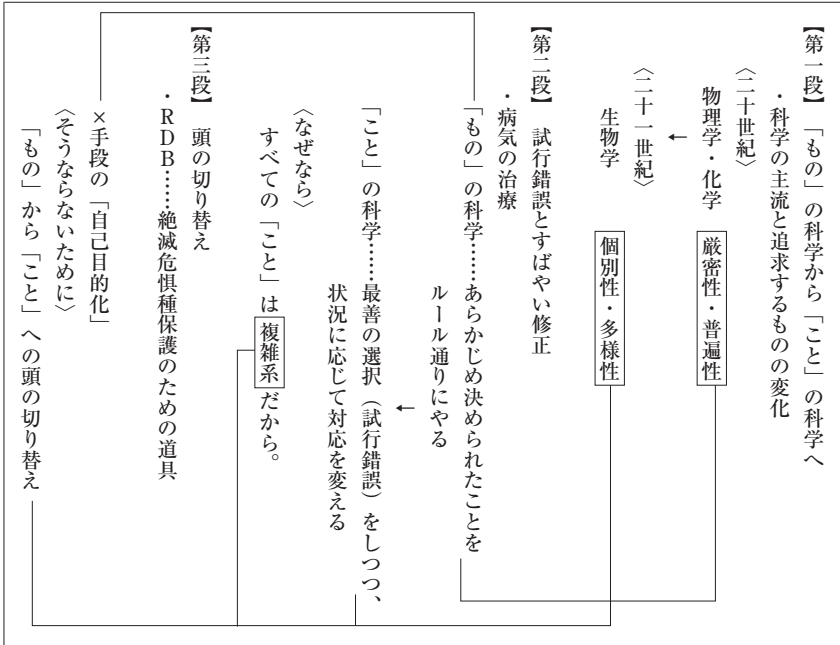 【第一段】 「もの」の科学から「こと」の科学へ
・科学の主流と追求するものの変化
〈二十世紀〉
物理学・化学 厳密性・普遍性
←
〈二十一世紀〉
生物学 個別性・多様性
【第二段】 試行錯誤とすばやい修正
・病気の治療
「もの」の科学……あらかじめ決められたことを
ルール通りにやる
←
「こと」の科学……最善の選択（試行錯誤）をしつつ、
状況に応じて対応を変える
〈なぜなら〉
すべての「こと」は複雑系だから。
【第三段】 頭の切り替え
・RDB……絶滅危惧種保護のための道具
×手段の「自己目的化」
〈そうならないために〉
「もの」から「こと」への頭の切り替え